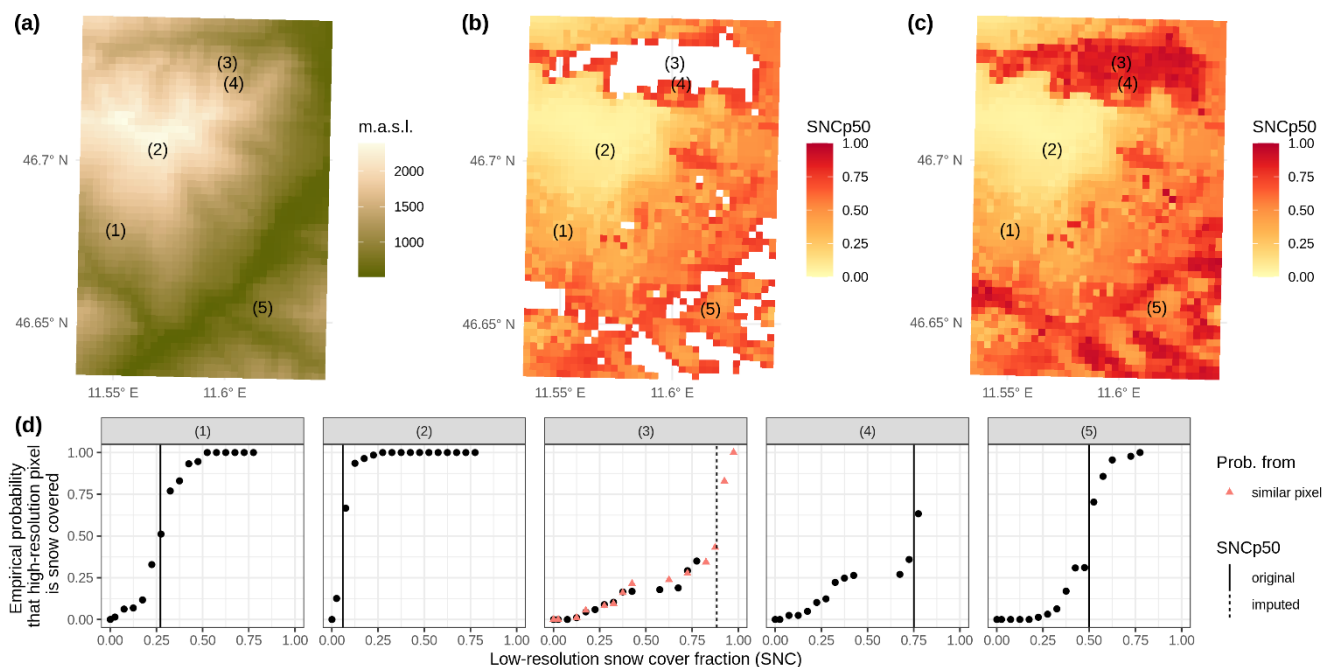 (a)
(3)
(4)
(2)
(1)
(5)
46.7° N
46.65° N
11.55° E
11.6° E
m.a.s.l.
2000
1500
1000
(b)
(3)
(4)
(2)
(1)
(5)
46.7° N
46.65° N
11.55° E
11.6° E
SNCp50
1.00
0.75
0.50
0.25
0.00
(c)
(3)
(4)
(2)
(1)
(5)
46.7° N
46.65° N
11.55° E
11.6° E
SNCp50
1.00
0.75
0.50
0.25
0.00
(d)
(1)
(2)
(3)
(4)
(5)
Empirical probability
that high-resolution pixel
is snow covered
1.00
0.75
0.50
0.25
0.00
0.00 0.25 0.50 0.75 1.00
0.00 0.25 0.50 0.75 1.00
0.00 0.25 0.50 0.75 1.00
0.00 0.25 0.50 0.75 1.00
0.00 0.25 0.50 0.75 1.00
Low-resolution snow cover fraction (SNC)
Prob. from
similar pixel
SNCp50
original
imputed